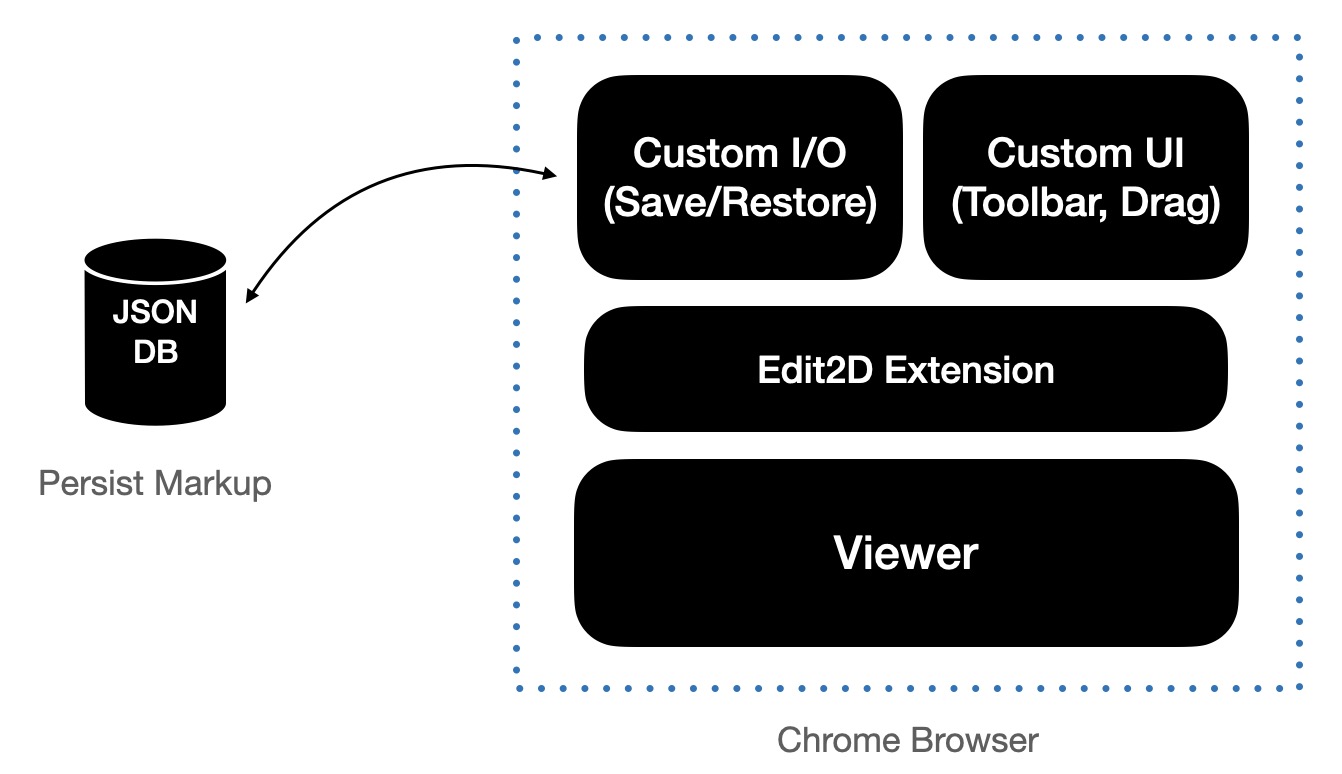 Custom I/O
(Save/Restore)
Custom UI
(Toolbar, Drag)
JSON
DB
Edit2D Extension
Persist Markup
Viewer
Chrome Browser